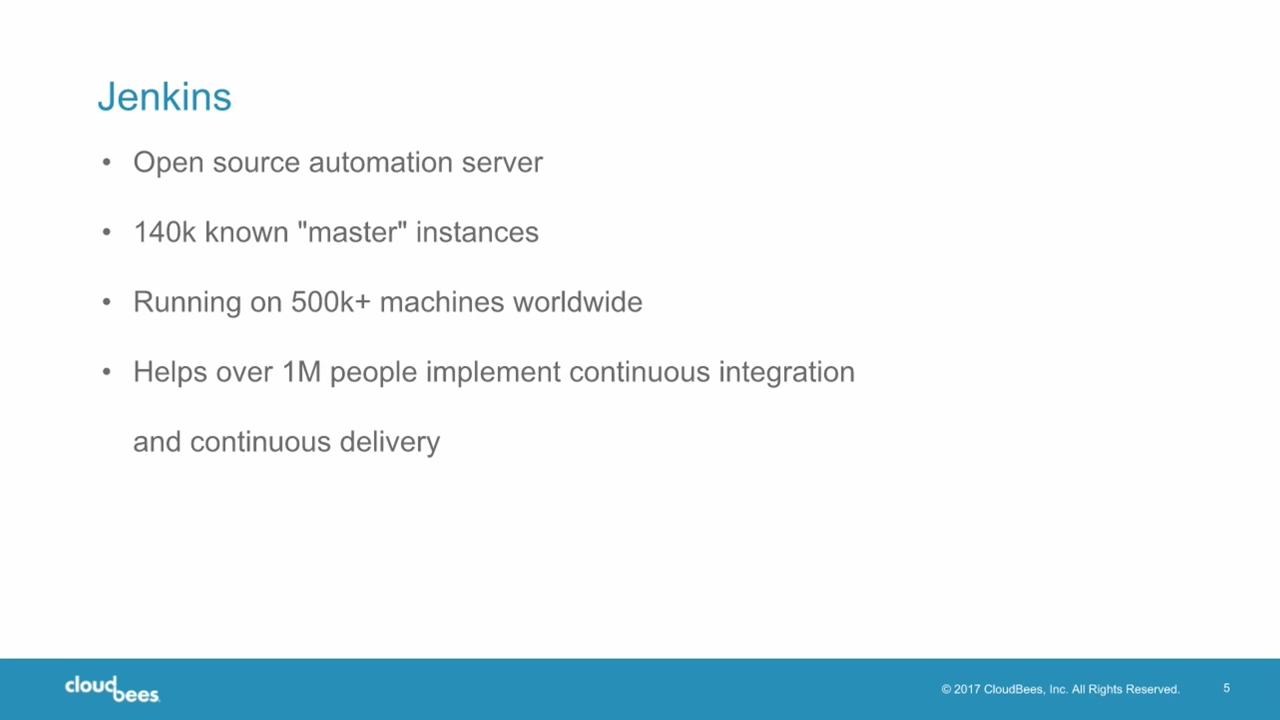 Jenkins
• Open source automation server
• 140k known "master" instances
• Running on 500k+ machines worldwide
• Helps over 1M people implement continuous integration
and continuous delivery
cloudbees
© 2017 CloudBees, Inc. All Rights Reserved.
5